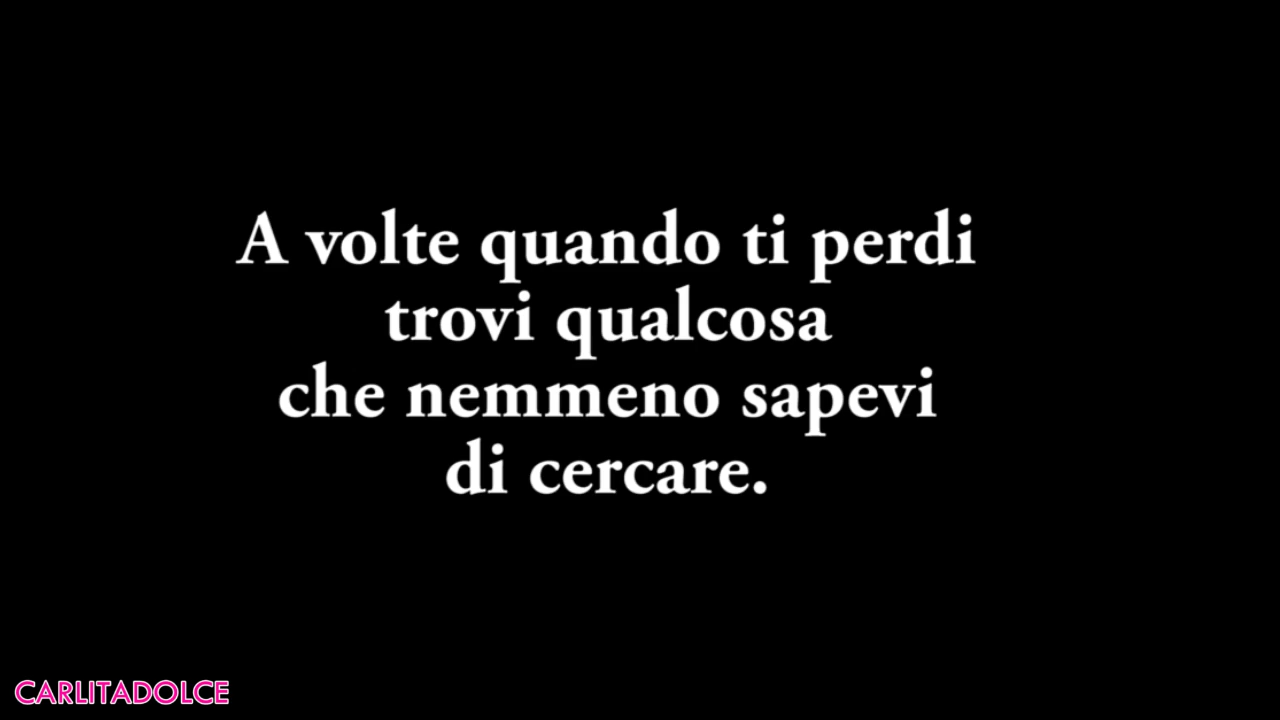 A volte quando ti perdi
trovi qualcosa
che nemmeno sapevi
di cercare.
CARLITADOLCE